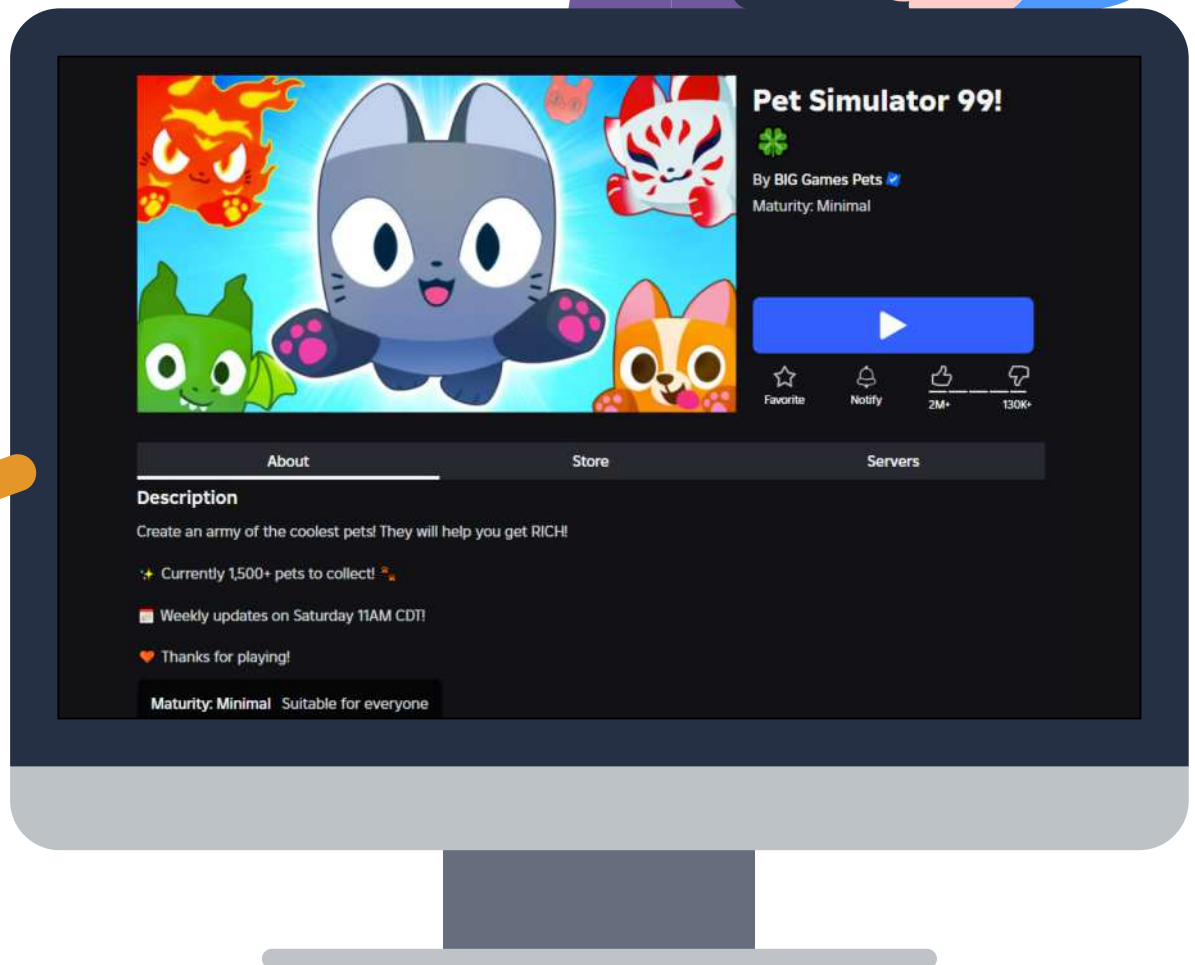 Pet Simulator 99!
🍀
By BIG Games Pets
Maturity: Minimal
Favorite
Notify
2M+
130K+
About
Store
Servers
Description
Create an army of the coolest pets! They will help you get RICH!
✨ Currently 1,500+ pets to collect! 🐾
📅 Weekly updates on Saturday 11AM CDT!
🧡 Thanks for playing!
Maturity: Minimal Suitable for everyone